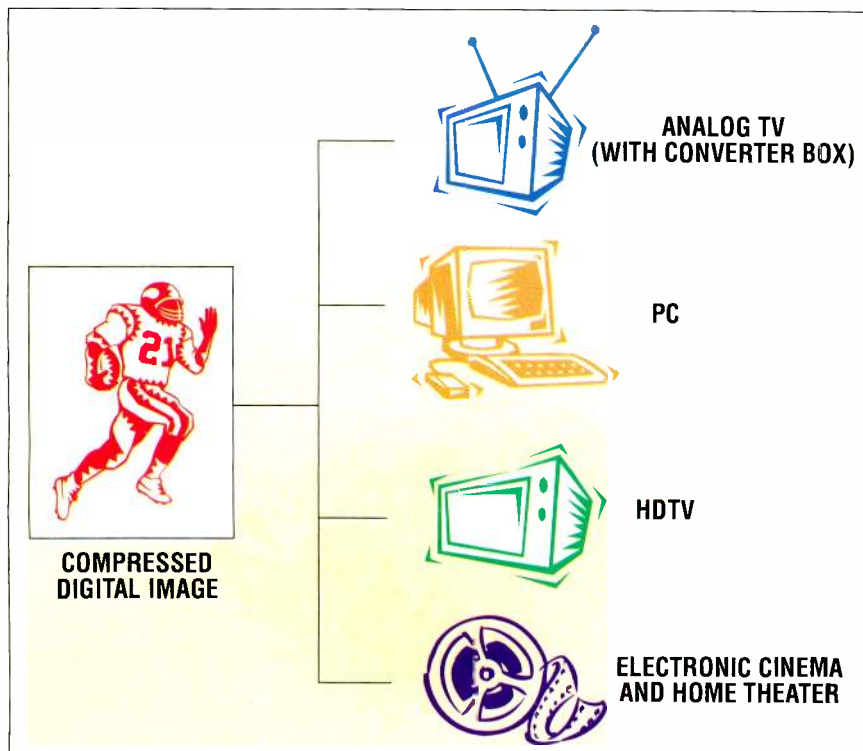 ANALOG TV
(WITH CONVERTER BOX)
21
PC
COMPRESSED
DIGITAL IMAGE
HDTV
ELECTRONIC CINEMA
AND HOME THEATER